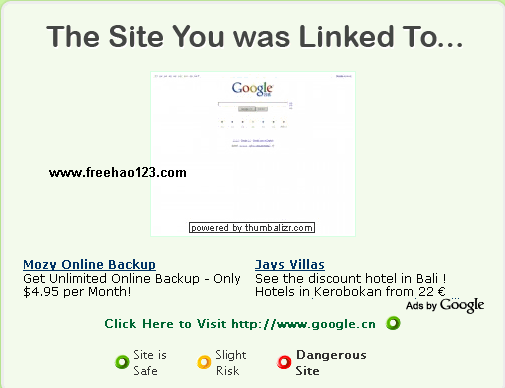 The Site You was Linked To...
Google
www.freehao123.com
powered by thumbalizr.com
Mozy Online Backup
Get Unlimited Online Backup - Only
$4.95 per Month!
Jays Villas
See the discount hotel in Bali !
Hotels in Kerobokan from 22 €
Ads by Google
Click Here to Visit http://www.google.cn
Site is
Safe
Slight
Risk
Dangerous
Site